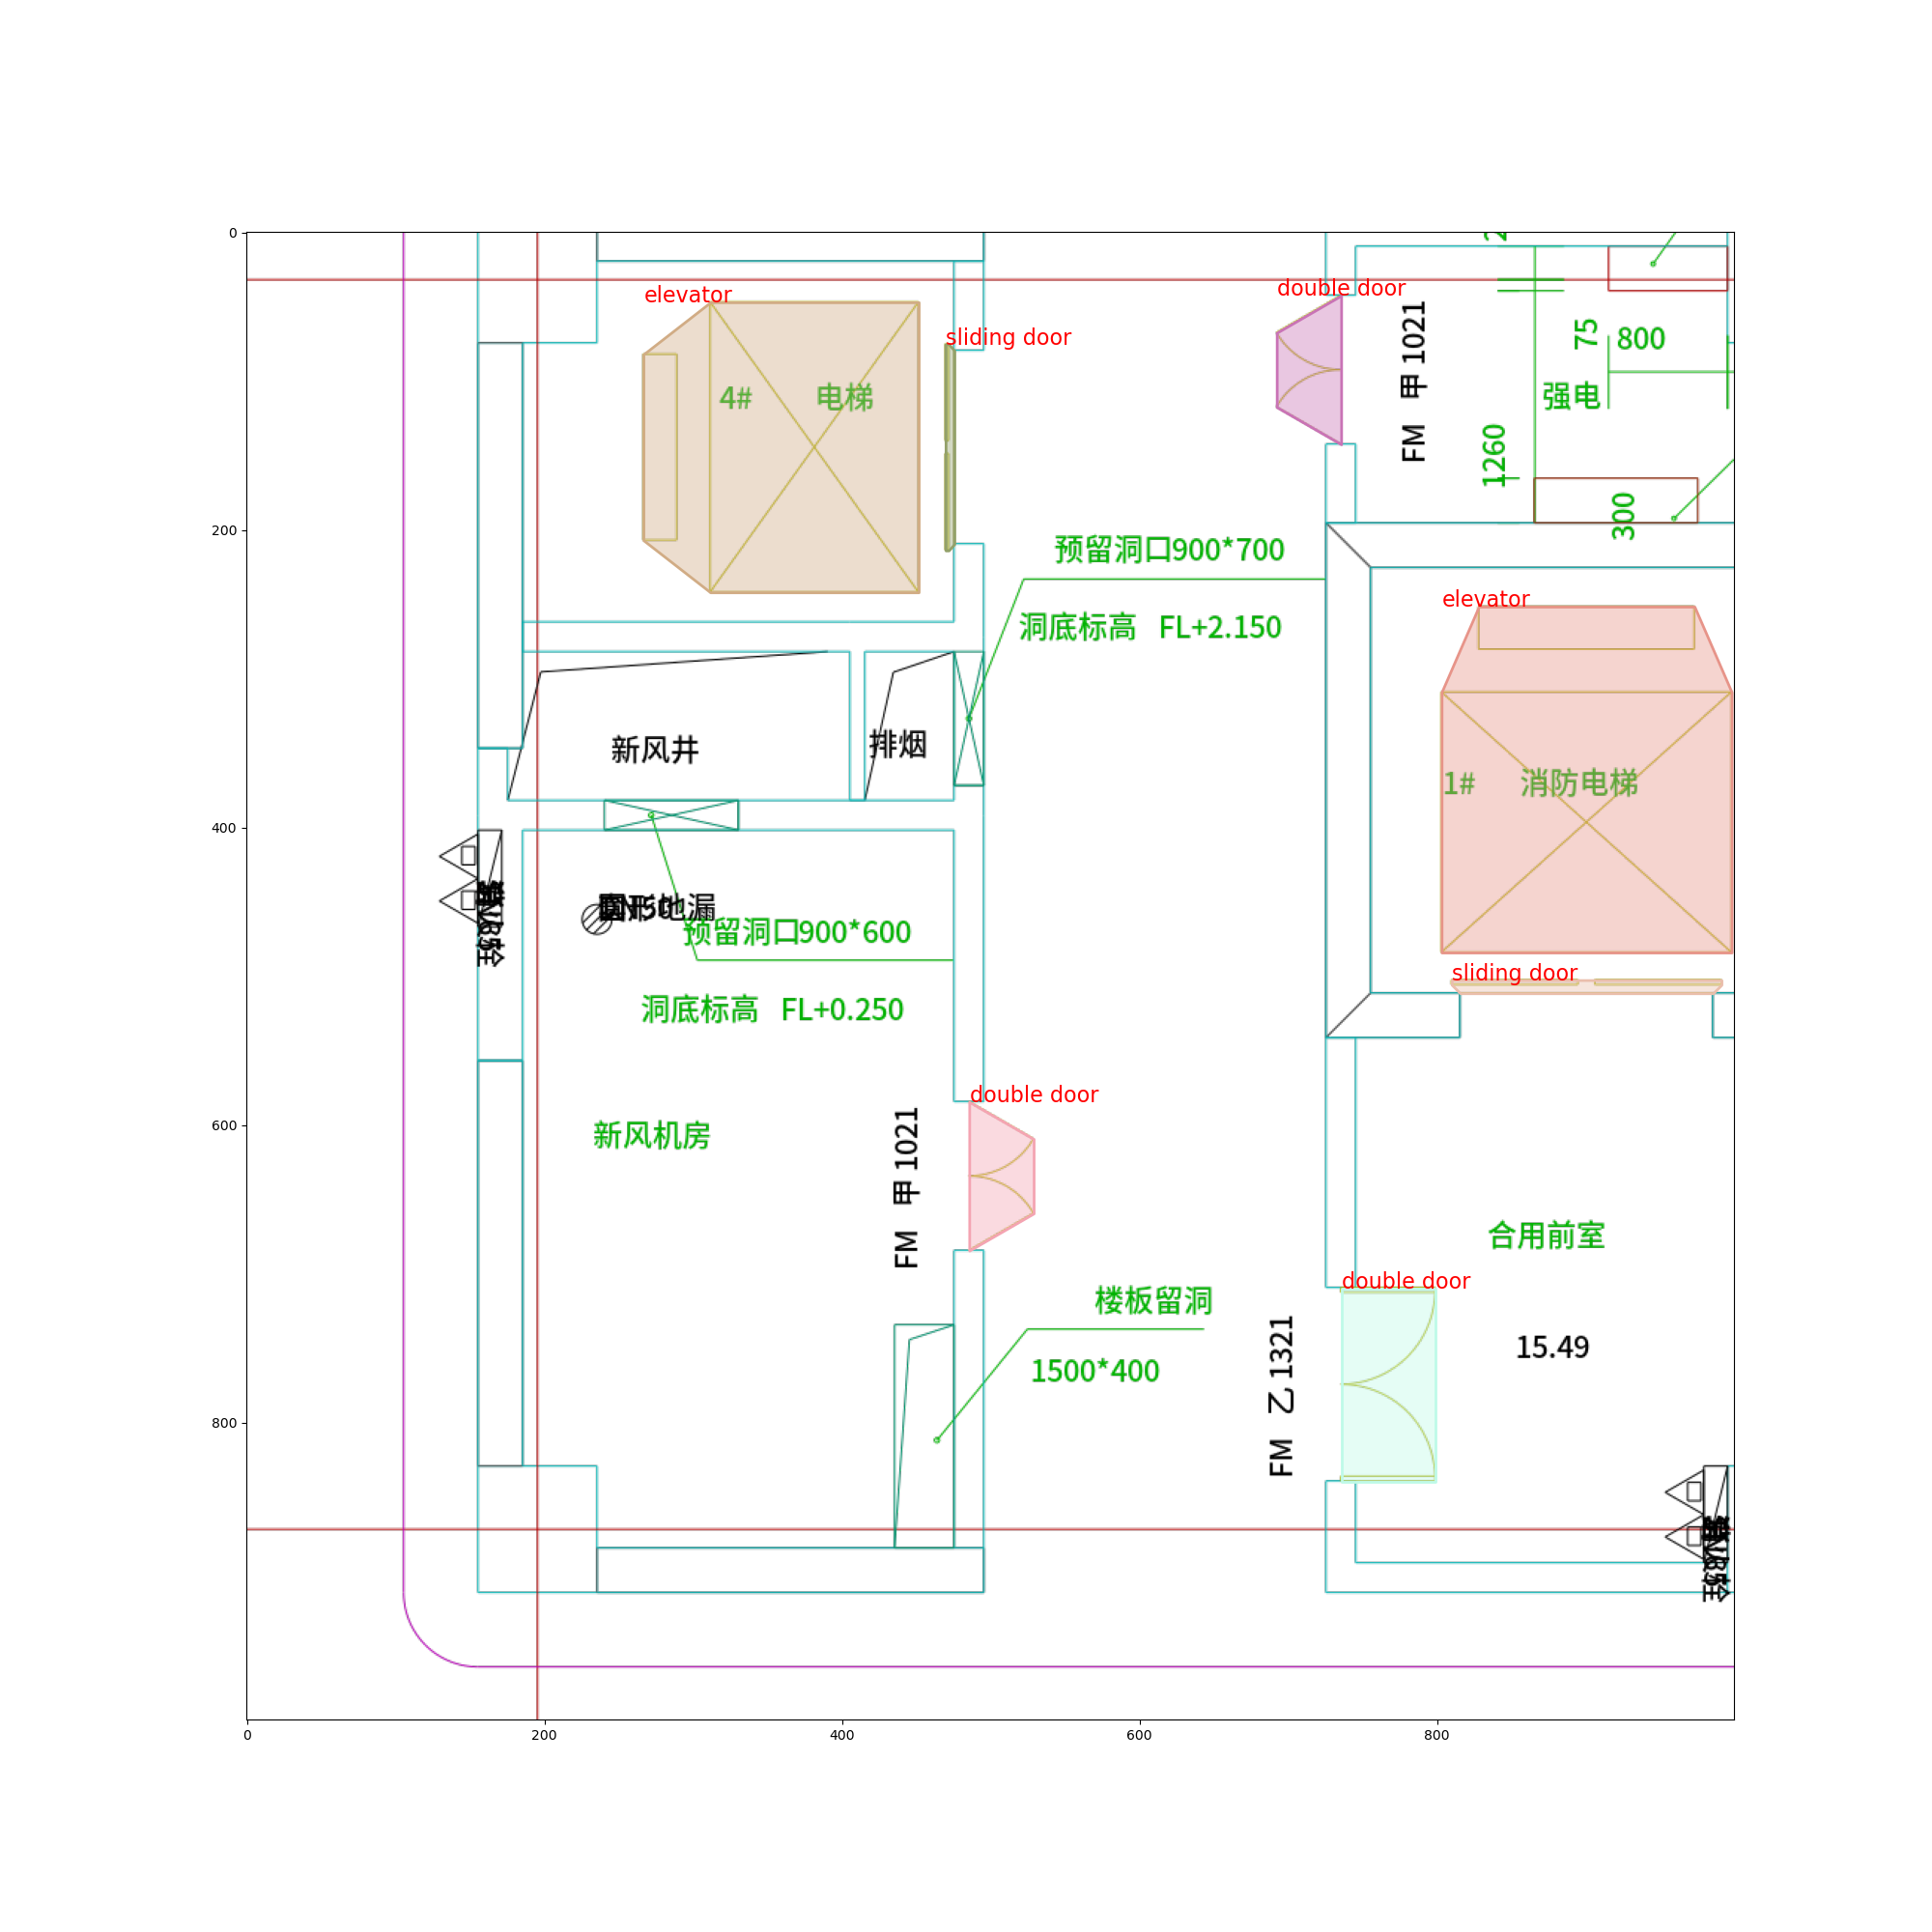 0
elevator
double door
sliding door
4# 电梯
FM 甲 1021
75
800
强电
1260
200
300
预留洞口900*700
洞底标高 FL+2.150
elevator
新风井
排烟
1# 消防电梯
400
圆形地漏
预留洞口900*600
sliding door
洞底标高 FL+0.250
double door
600
新风机房
FM 甲 1021
合用前室
double door
楼板留洞
1500*400
FM 乙 1321
15.49
800
0
200
400
600
800